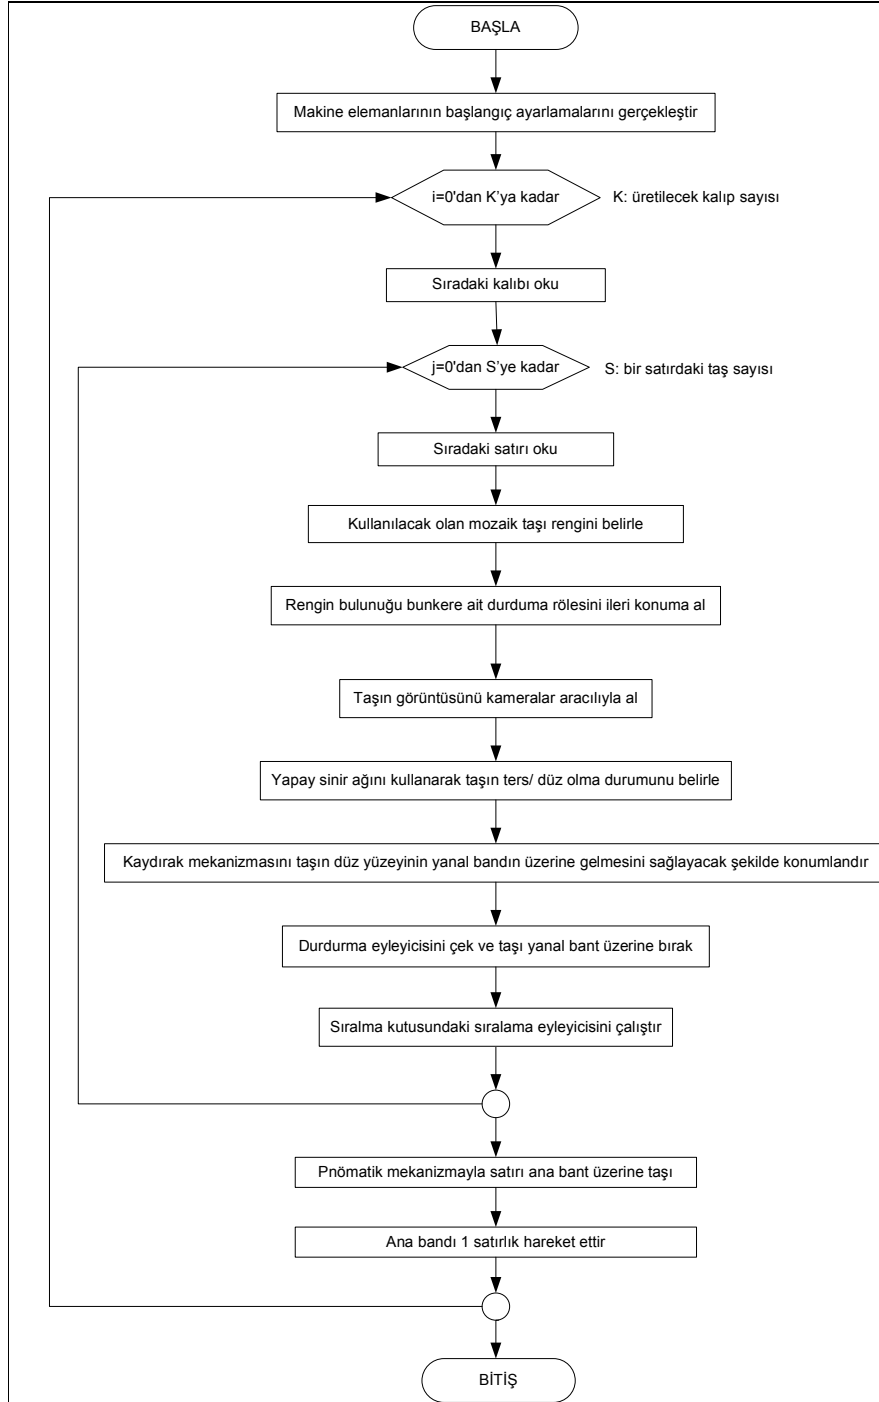 BAŞLA
Makine elemanlarının başlangıç ayarlamalarını gerçekleştir
i=0'dan K'ya kadar
K: üretilecek kalıp sayısı
Sıradaki kalıbı oku
j=0'dan S'ye kadar
S: bir satırdaki taş sayısı
Sıradaki satırı oku
Kullanılacak olan mozaik taşı rengini belirle
Rengin bulunuğu bunkere ait durduma rölesini ileri konuma al
Taşın görüntüsünü kameralar aracılıyla al
Yapay sinir ağını kullanarak taşın ters/ düz olma durumunu belirle
Kaydırak mekanizmasını taşın düz yüzeyinin yanal bandın üzerine gelmesini sağlayacak şekilde konumlandır
Durdurma eyleyicisini çek ve taşı yanal bant üzerine bırak
Sıralma kutusundaki sıralama eyleyicisini çalıştır
Pnömatik mekanizmayla satırı ana bant üzerine taşı
Ana bandı 1 satırlık hareket ettir
BİTİŞ